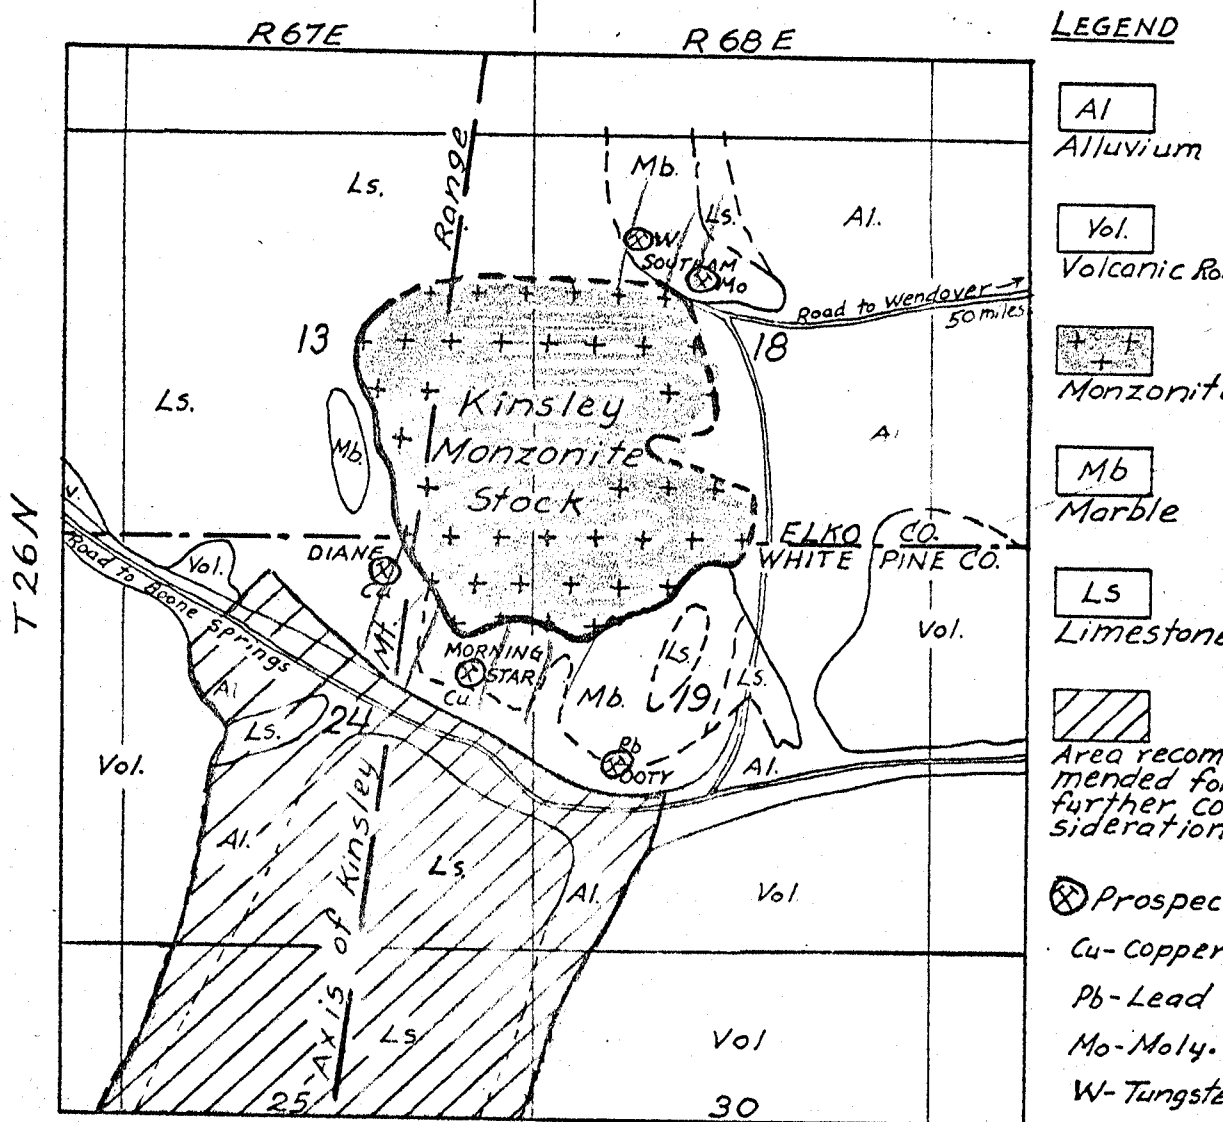 R67E
R68E
T26N
Range
Ls.
Mb.
Ls.
Al.
W
SOUTHAM
Mo
Road to Wendover
50 miles
13
18
Ls.
Mb.
Kinsley
Monzonite
Stock
Al
V.
DIANE
Cu
ELKO CO.
WHITE PINE CO.
Vol.
Road to Boone Springs
Mt.
MORNING
STAR
Cu
Mb.
Ls.
19
Ls.
Vol.
Al
Ls.
24
Vol.
Pb
DOTY
Al.
Al.
Ls.
Al.
Vol
Axis of Kinsley
Ls
Vol
25
30
LEGEND
Al
Alluvium
Vol.
Volcanic Ro
Monzonite
Mb
Marble
Ls
Limestone
Area recom
mended for
further co
sideration
Prospec
Cu-Copper
Pb-Lead
Mo-Moly.
W-Tungste